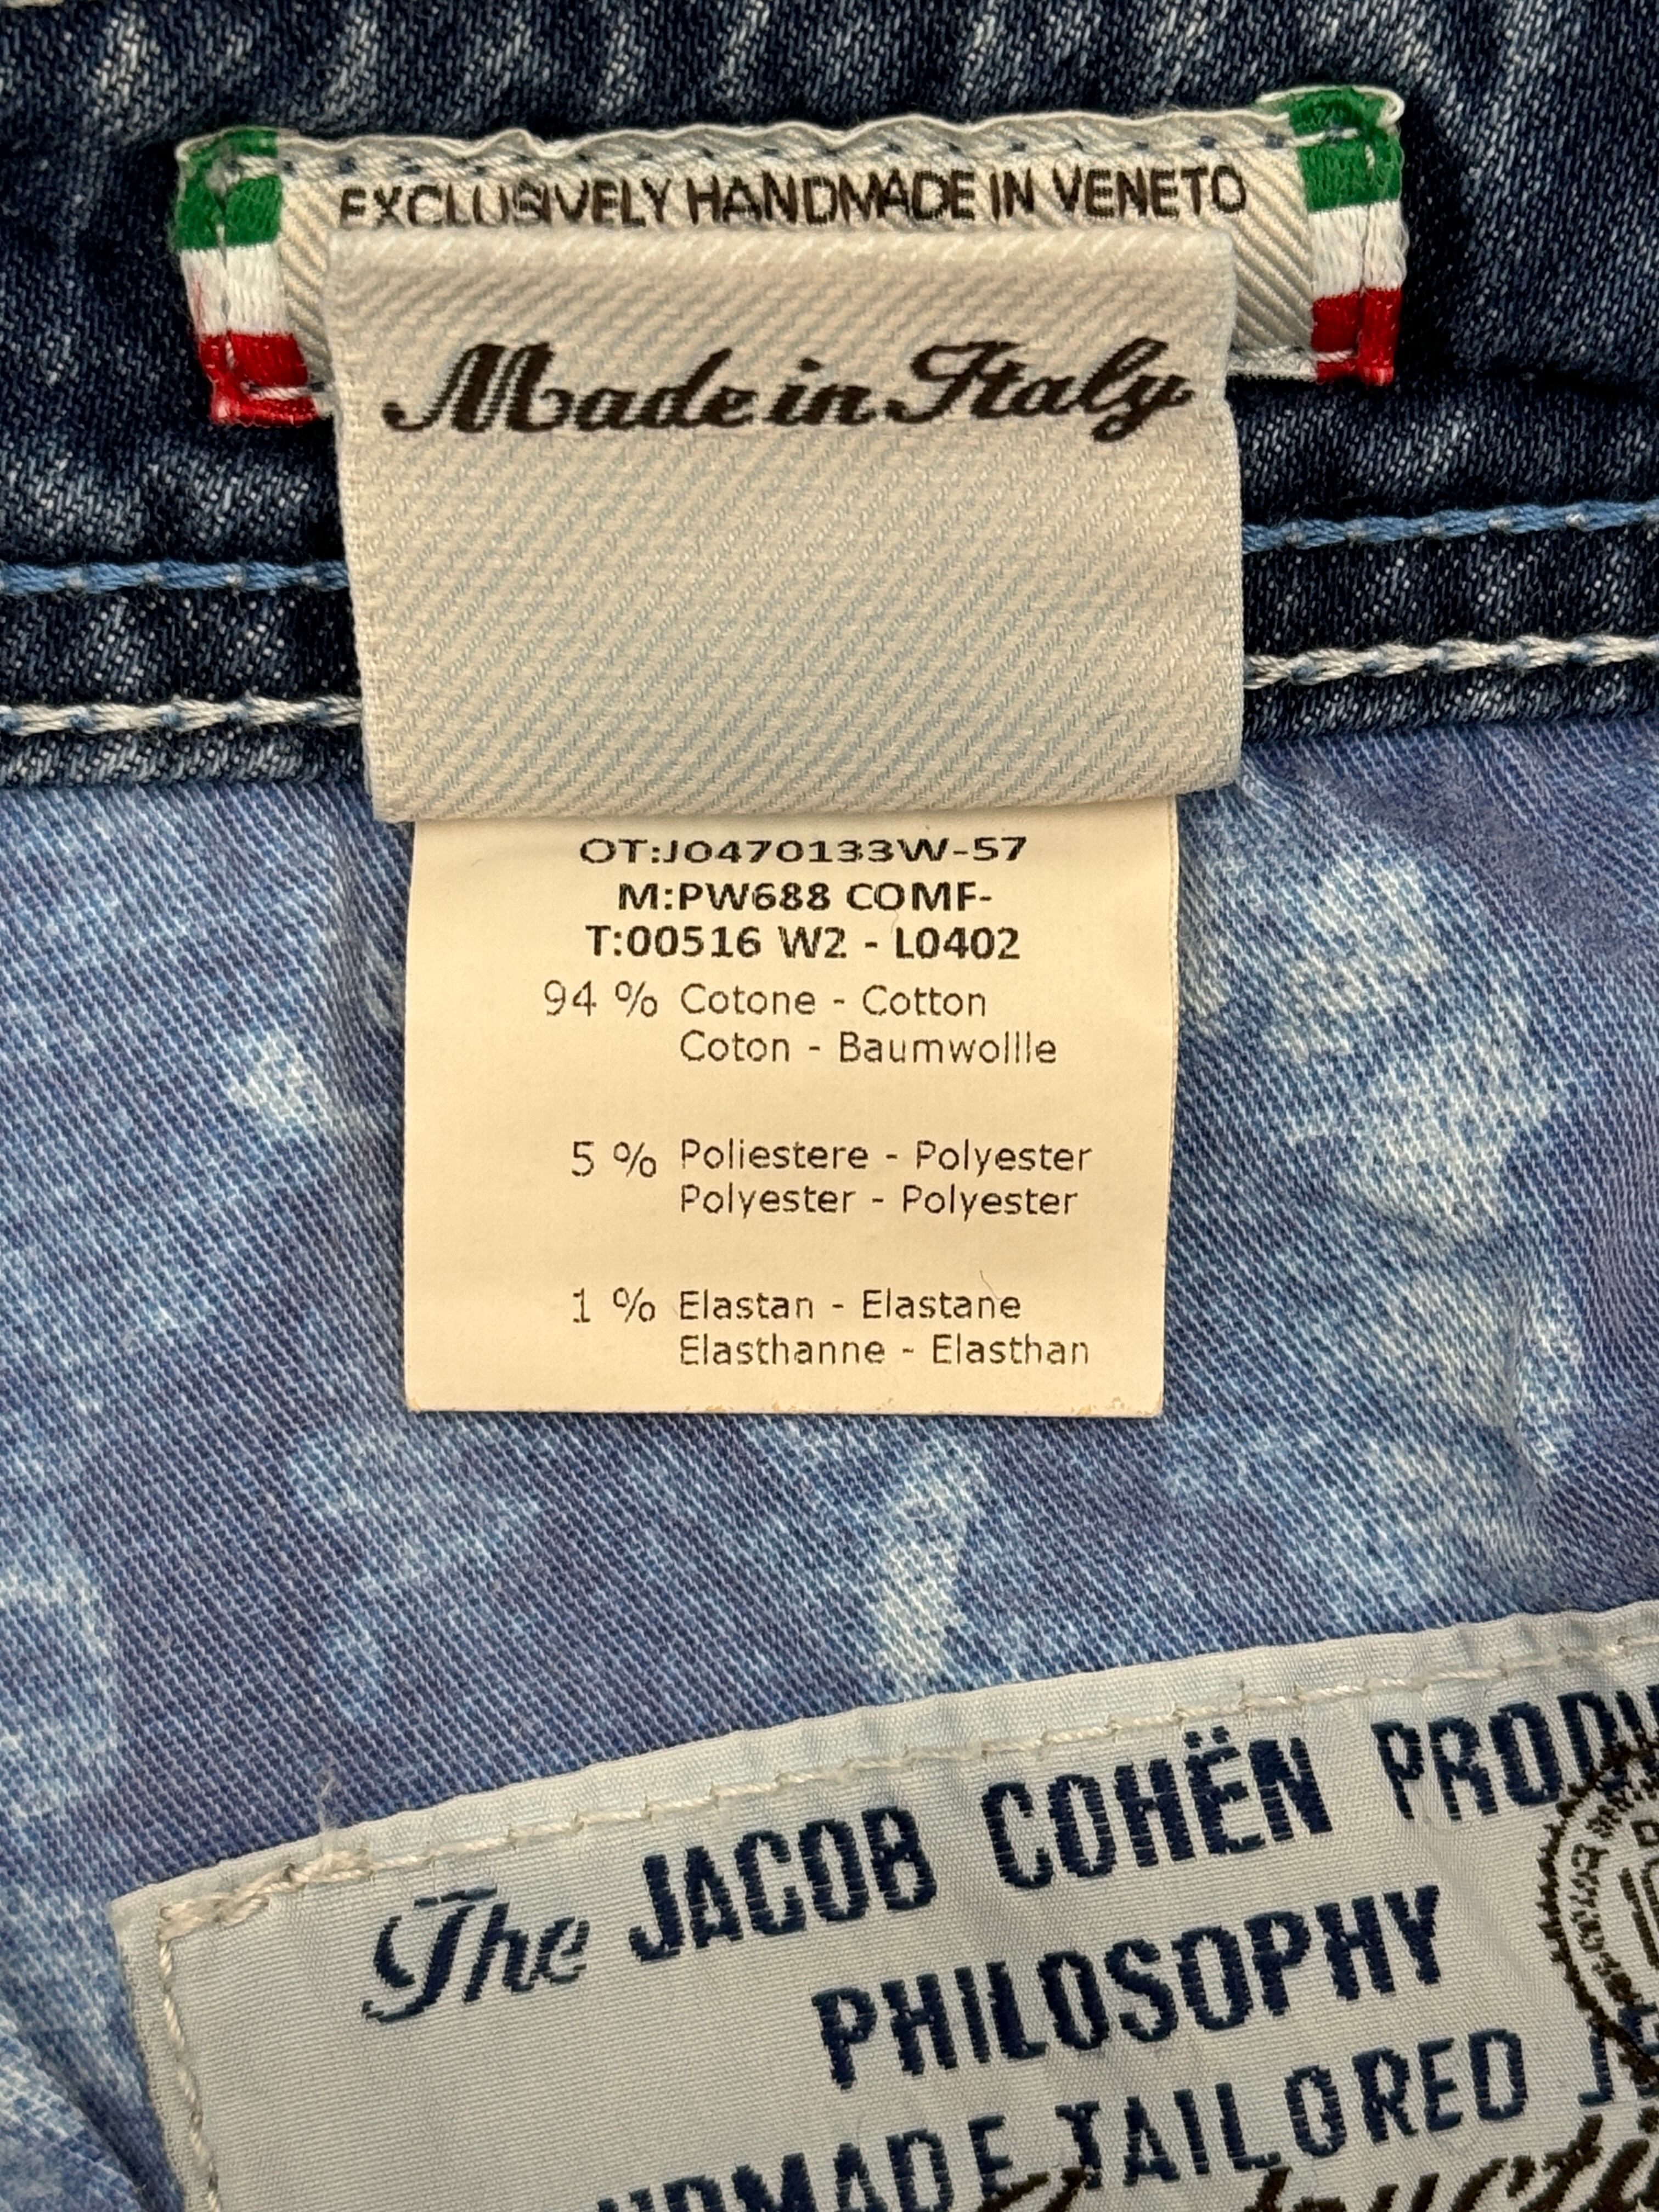 EXCLUSIVELY HANDMADE IN VENETO
Made in Italy
OT:J0470133W-57
M:PW688 COMF-
T:00516 W2 - L0402
94 % Cotone - Cotton
Coton - Baumwollle
5 % Poliestere - Polyester
Polyester - Polyester
1 % Elastan - Elastane
Elasthanne - Elasthan
The JACOB COHËN
PHILOSOPHY
TAILORED